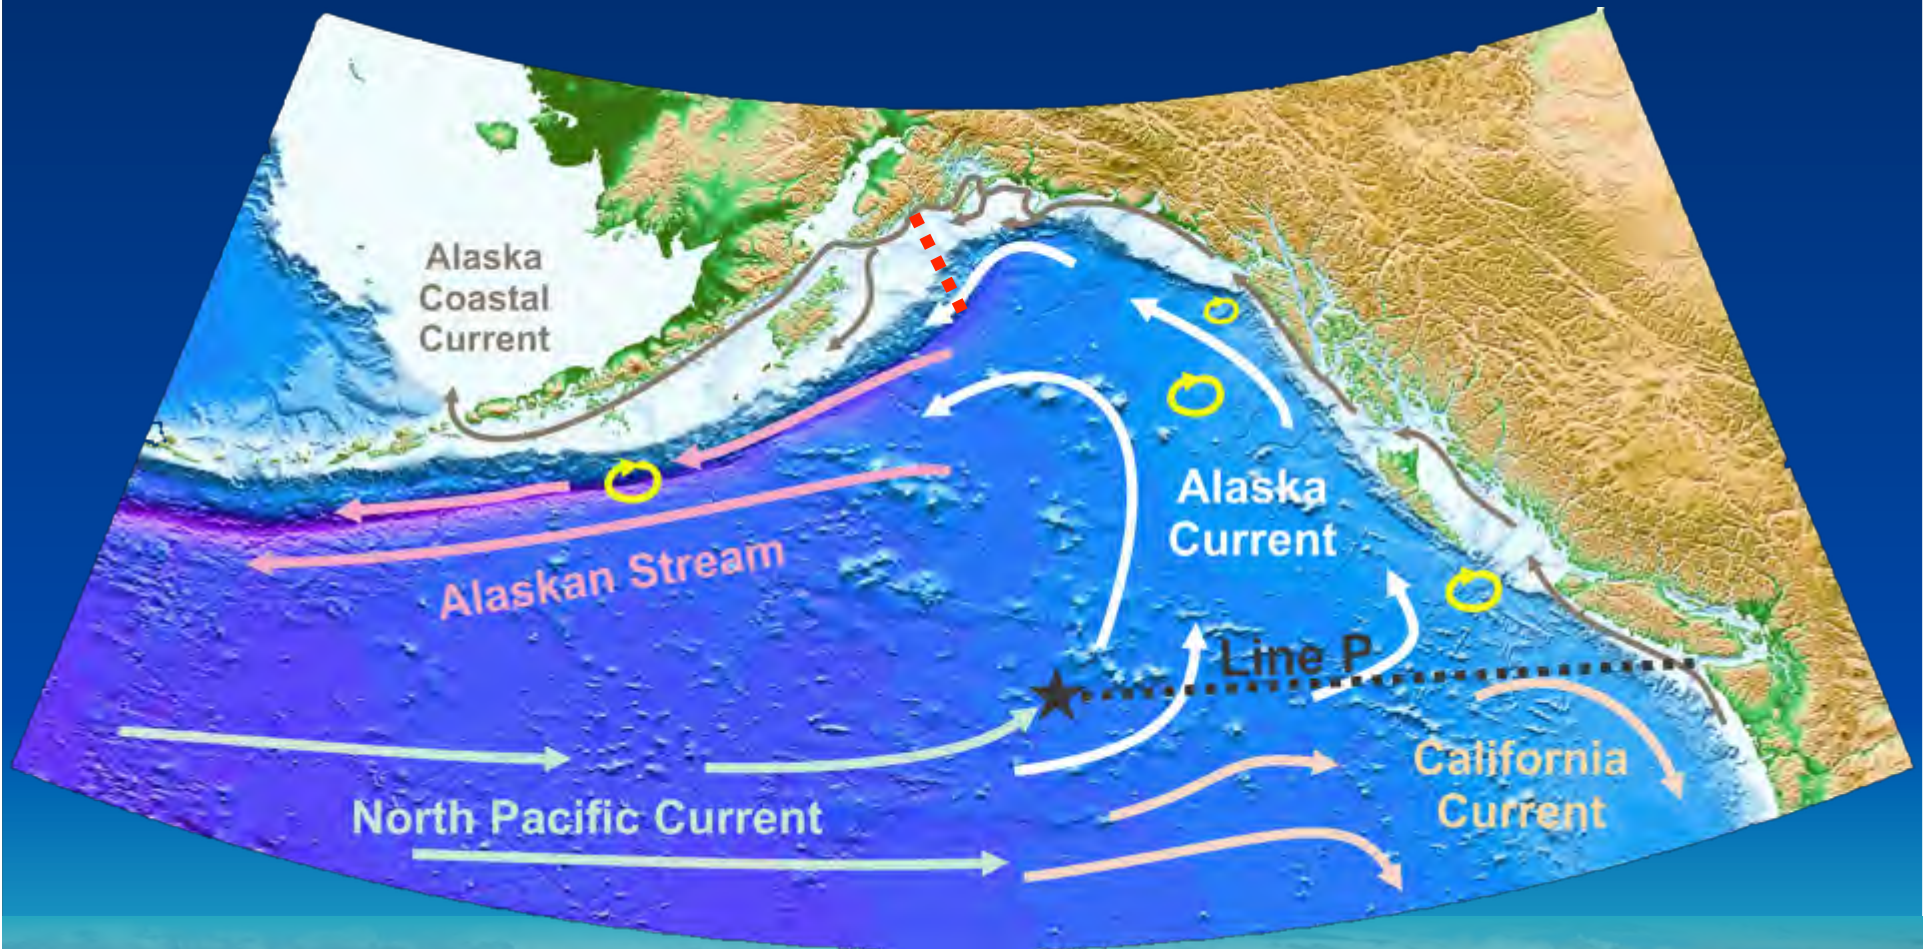 Alaska
Coastal
Current
Alaska
Current
Alaskan Stream
Line P
California
Current
North Pacific Current